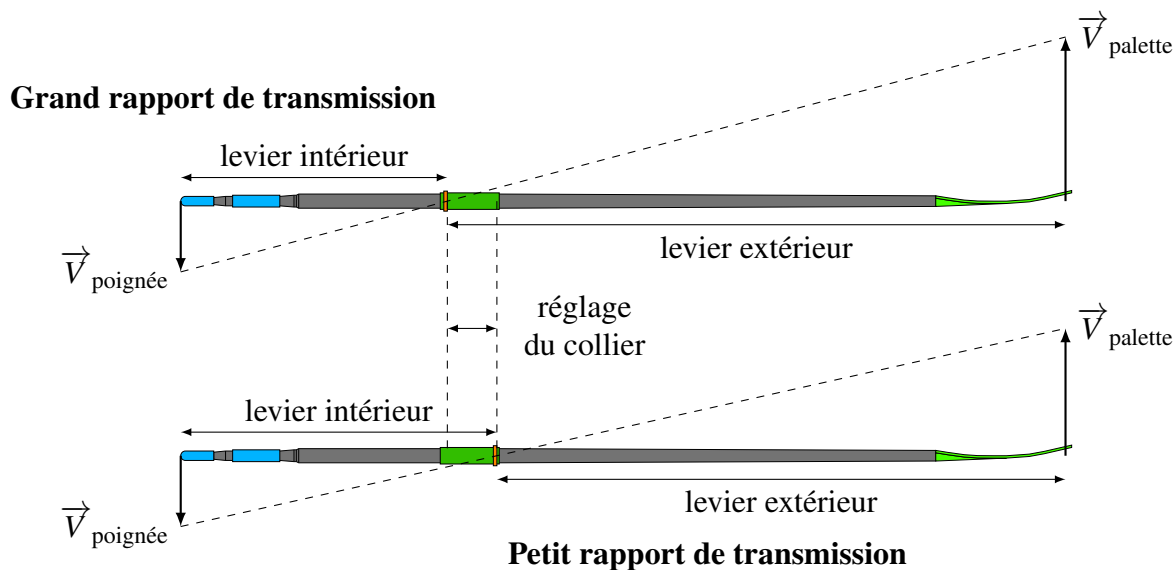 V⃗ palette
Grand rapport de transmission
levier intérieur
levier extérieur
V⃗ poignée
réglage
du collier
V⃗ palette
levier intérieur
levier extérieur
V⃗ poignée
Petit rapport de transmission